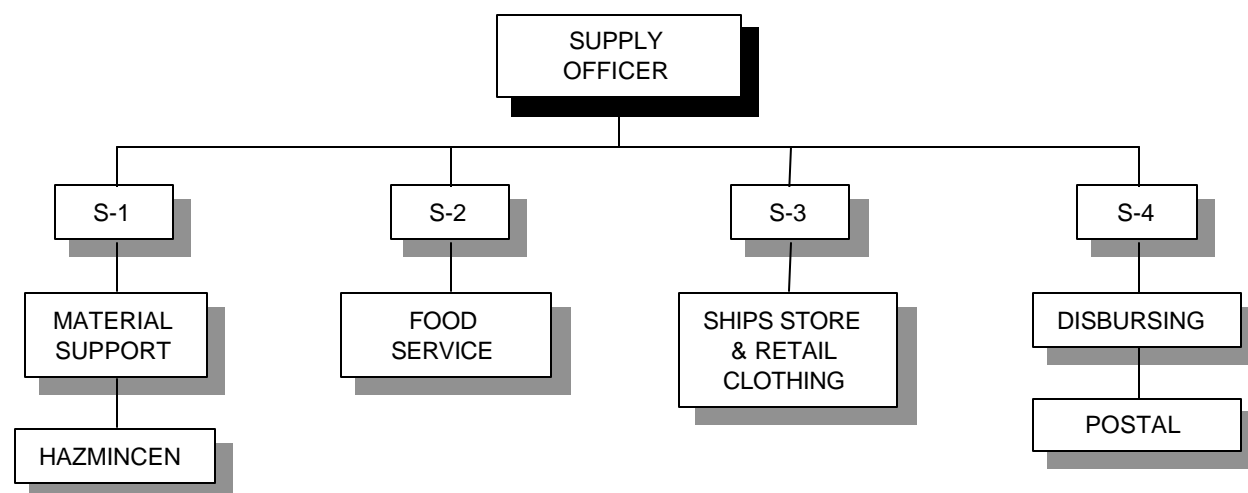 SUPPLY
OFFICER
S-1
S-2
S-3
S-4
MATERIAL
SUPPORT
FOOD
SERVICE
SHIPS STORE
& RETAIL
CLOTHING
DISBURSING
HAZMINCEN
POSTAL